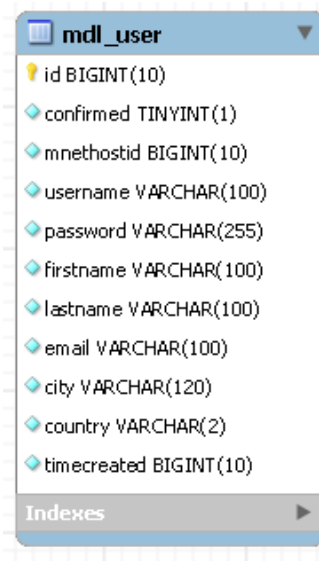 mdl_user
id BIGINT(10)
confirmed TINYINT(1)
mnethostid BIGINT(10)
username VARCHAR(100)
password VARCHAR(255)
firstname VARCHAR(100)
lastname VARCHAR(100)
email VARCHAR(100)
city VARCHAR(120)
country VARCHAR(2)
timecreated BIGINT(10)
Indexes